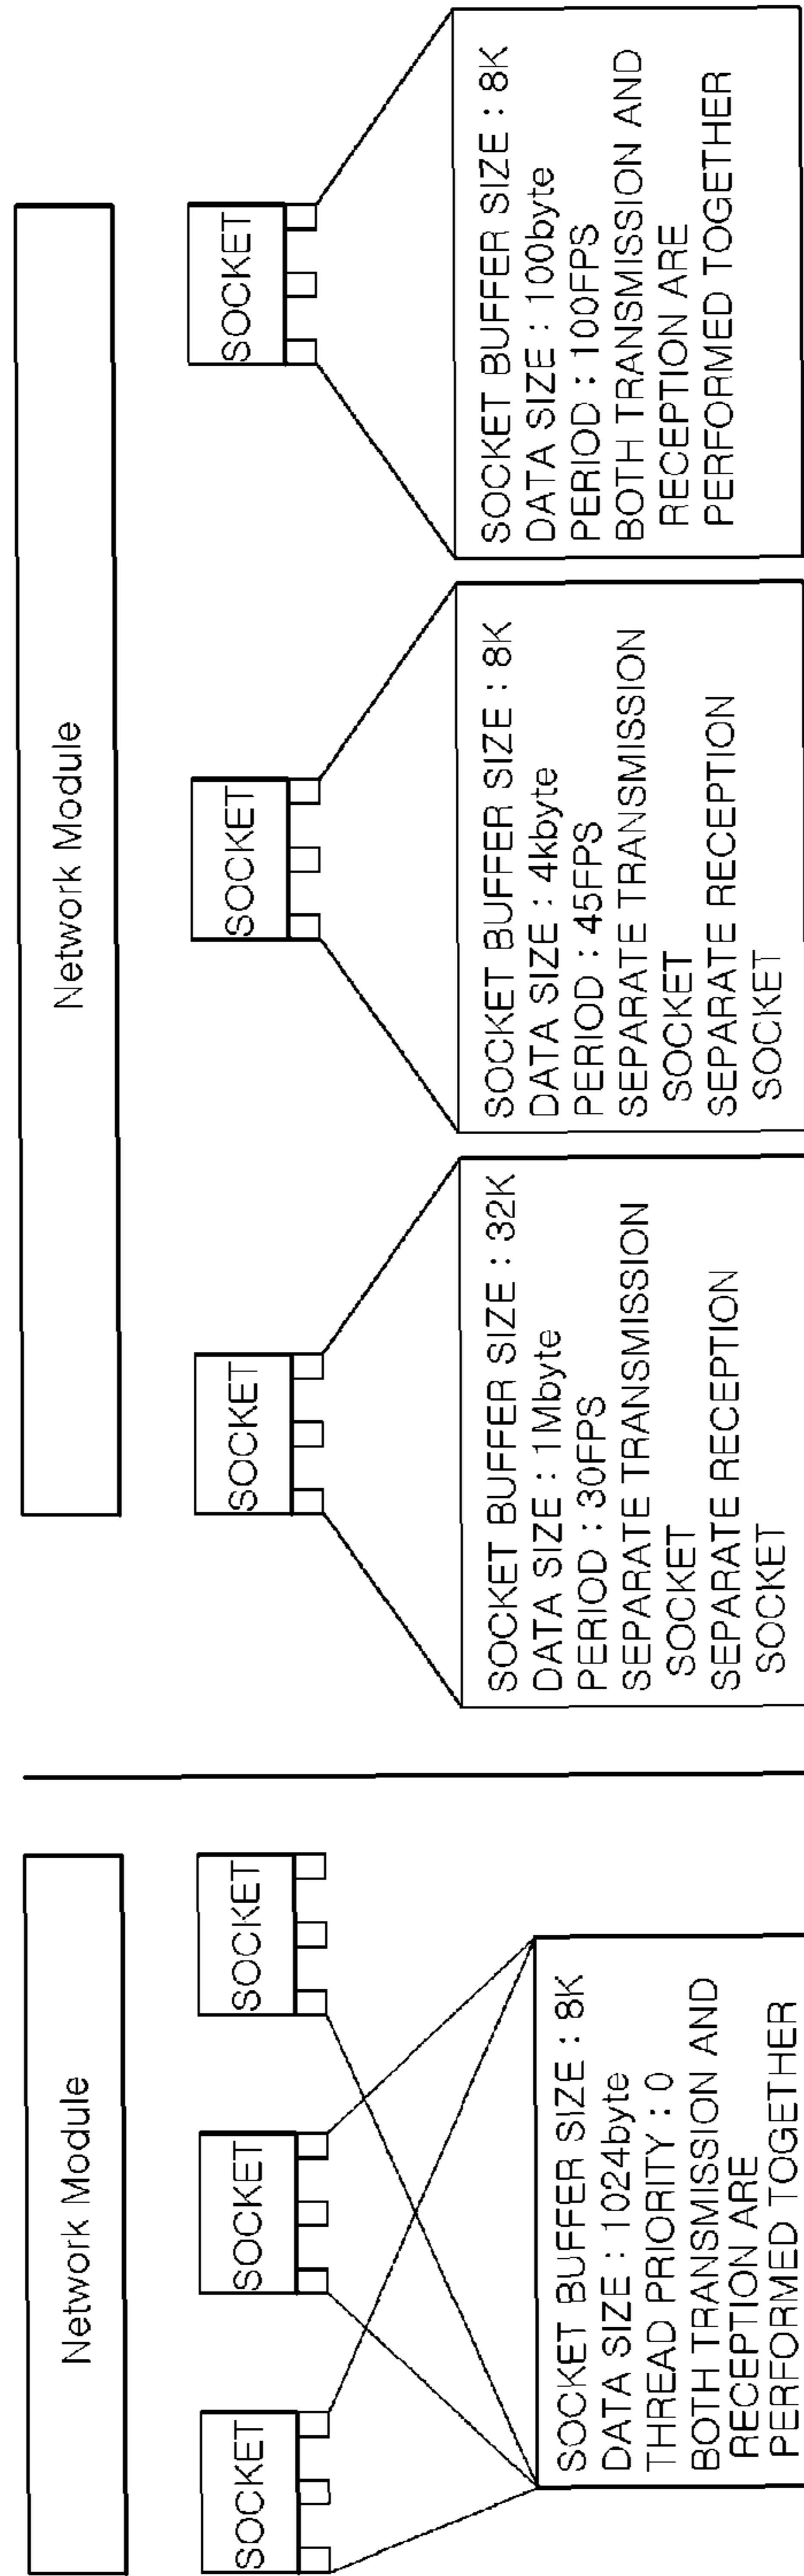 Network Module
SOCKET
SOCKET
SOCKET
SOCKET BUFFER SIZE : 8K
DATA SIZE : 1024byte
THREAD PRIORITY : 0
BOTH TRANSMISSION AND
RECEPTION ARE
PERFORMED TOGETHER
Network Module
SOCKET
SOCKET
SOCKET
SOCKET BUFFER SIZE : 32K
DATA SIZE : 1Mbyte
PERIOD : 30FPS
SEPARATE TRANSMISSION
SOCKET
SEPARATE RECEPTION
SOCKET
SOCKET BUFFER SIZE : 8K
DATA SIZE : 4kbyte
PERIOD : 45FPS
SEPARATE TRANSMISSION
SOCKET
SEPARATE RECEPTION
SOCKET
SOCKET BUFFER SIZE : 8K
DATA SIZE : 100byte
PERIOD : 100FPS
BOTH TRANSMISSION AND
RECEPTION ARE
PERFORMED TOGETHER